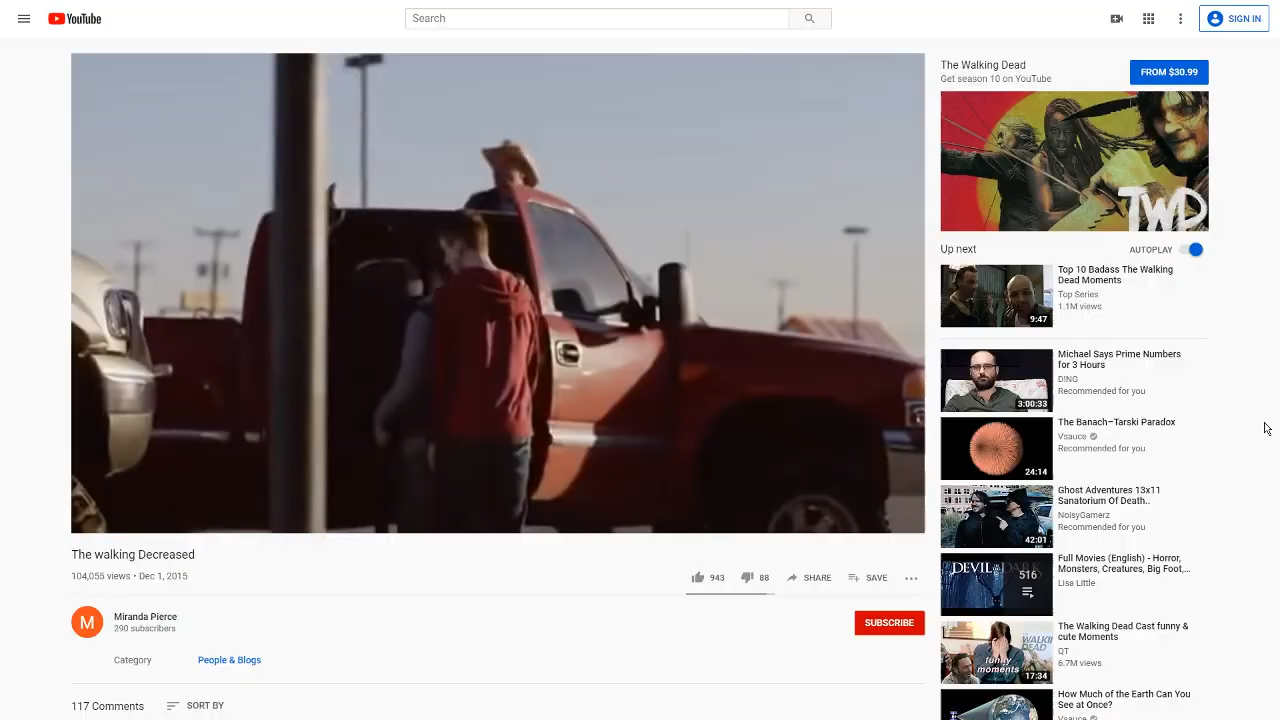 YouTube
Search
SIGN IN
The Walking Dead
Get season 10 on YouTube
FROM $30.99
TWD
Up next
AUTOPLAY
Top 10 Badass The Walking
Dead Moments
Top Series
1.1M views
9:47
Michael Says Prime Numbers
for 3 Hours
D!NG
Recommended for you
3:00:33
The Banach–Tarski Paradox
Vsauce
Recommended for you
24:14
Ghost Adventures 13x11
Sanatorium Of Death..
NoisyGamerz
Recommended for you
42:01
Full Movies (English) - Horror,
Monsters, Creatures, Big Foot,...
Lisa Little
516
The Walking Dead Cast funny &
cute Moments
QT
6.7M views
funny
moments
17:34
How Much of the Earth Can You
See at Once?
Vsauce
The walking Decreased
104,055 views • Dec 1, 2015
943
88
SHARE
SAVE
M
Miranda Pierce
290 subscribers
SUBSCRIBE
Category
People & Blogs
117 Comments
SORT BY